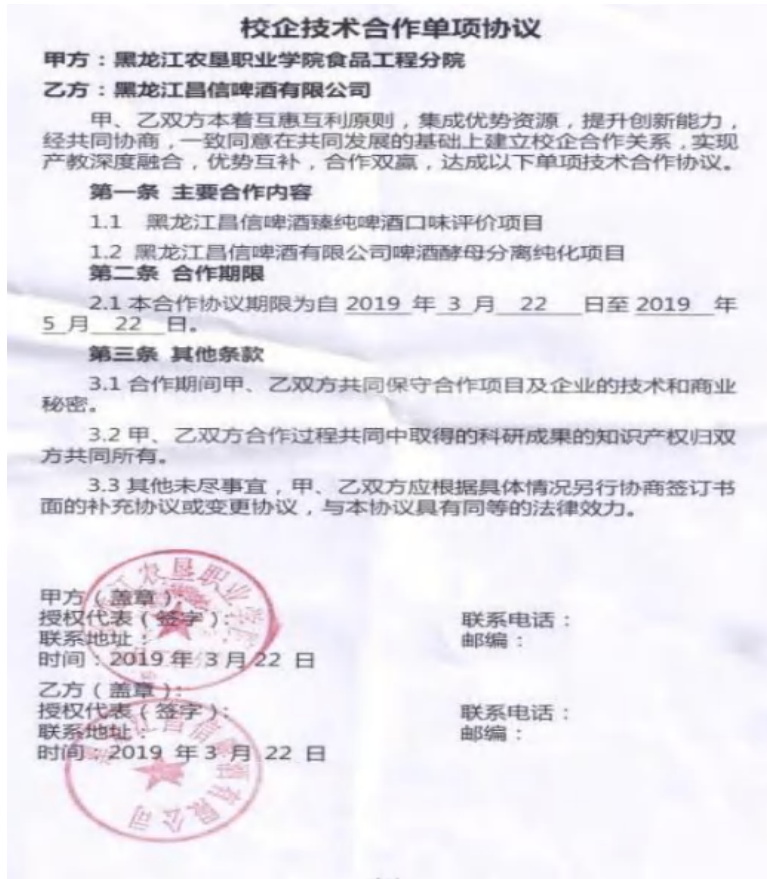 校企技术合作单项协议
甲方：黑龙江农垦职业学院食品工程分院
乙方：黑龙江昌信啤酒有限公司
甲、乙双方本着互惠互利原则，集成优势资源，提升创新能力，
经共同协商，一致同意在共同发展的基础上建立校企合作关系，实现
产教深度融合，优势互补，合作双赢，达成以下单项技术合作协议。
第一条 主要合作内容
1.1 黑龙江昌信啤酒臻纯啤酒口味评价项目
1.2 黑龙江昌信啤酒有限公司啤酒酵母分离纯化项目
第二条 合作期限
2.1 本合作协议期限为自 2019 年 3 月 22 日至 2019 年
5 月 22 日。
第三条 其他条款
3.1 合作期间甲、乙双方共同保守合作项目及企业的技术和商业
秘密。
3.2 甲、乙双方合作过程共同中取得的科研成果的知识产权归双
方共同所有。
3.3 其他未尽事宜，甲、乙双方应根据具体情况另行协商签订书
面的补充协议或变更协议，与本协议具有同等的法律效力。
甲方（盖章）：
授权代表（签字）： 联系电话：
联系地址： 邮编：
时间：2019 年 3 月 22 日
乙方（盖章）：
授权代表（签字）： 联系电话：
联系地址： 邮编：
时间：2019 年 3 月 22 日